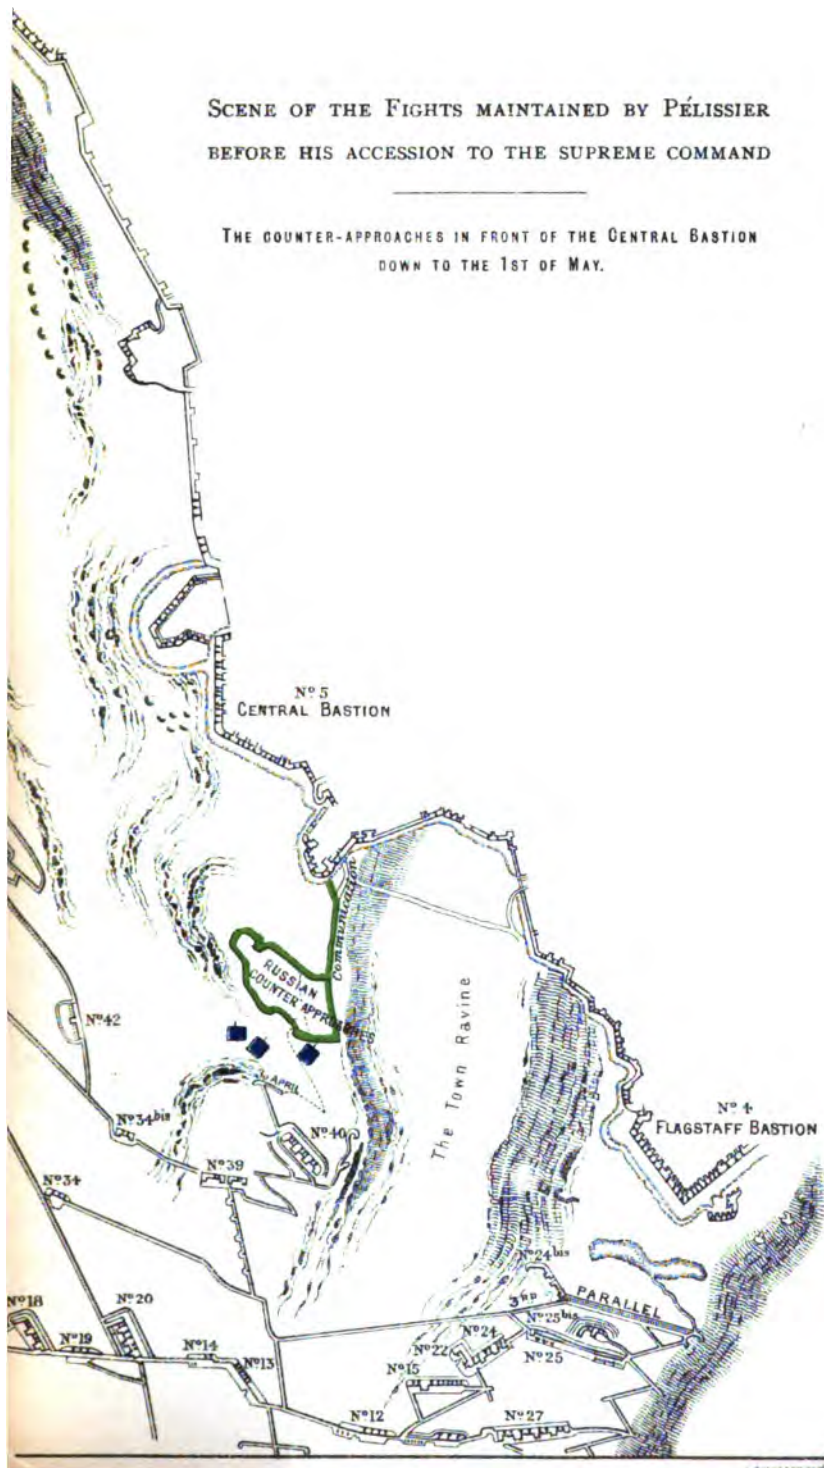 SCENE OF THE FIGHTS MAINTAINED BY PÉLISSIER
BEFORE HIS ACCESSION TO THE SUPREME COMMAND
THE COUNTER-APPROACHES IN FRONT OF THE CENTRAL BASTION
DOWN TO THE 1ST OF MAY.
Nº 5
CENTRAL BASTION
Communication
RUSSIAN
COUNTER APPROACHES
Nº 42
APRIL
The Town Ravine
Nº 4
FLAGSTAFF BASTION
Nº 34bis
Nº 40
Nº 39
Nº 34
Nº 24bis
3RD PARALLEL
Nº 18
Nº 20
Nº 25bis
Nº 19
Nº 14
Nº 13
Nº 24
Nº 22
Nº 25
Nº 15
Nº 12
Nº 27